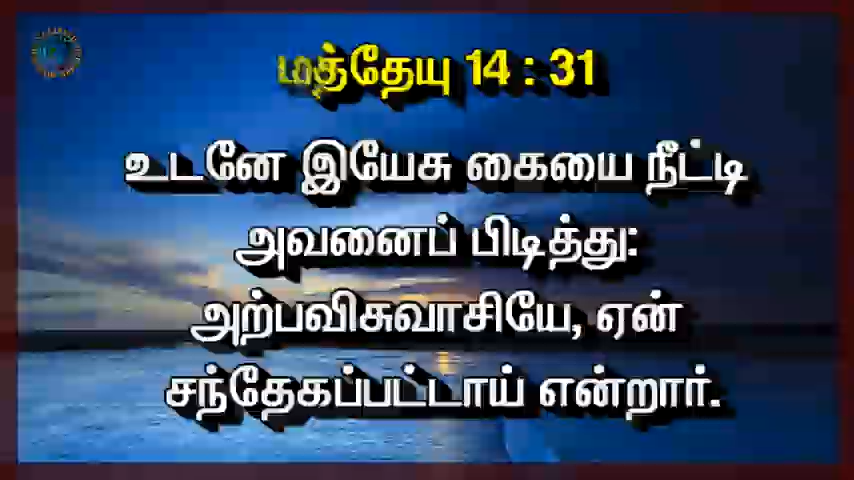 மத்தேயு 14 : 31
உடனே இயேசு கையை நீட்டி
அவனைப் பிடித்து:
அற்பவிசுவாசியே, ஏன்
சந்தேகப்பட்டாய் என்றார்.